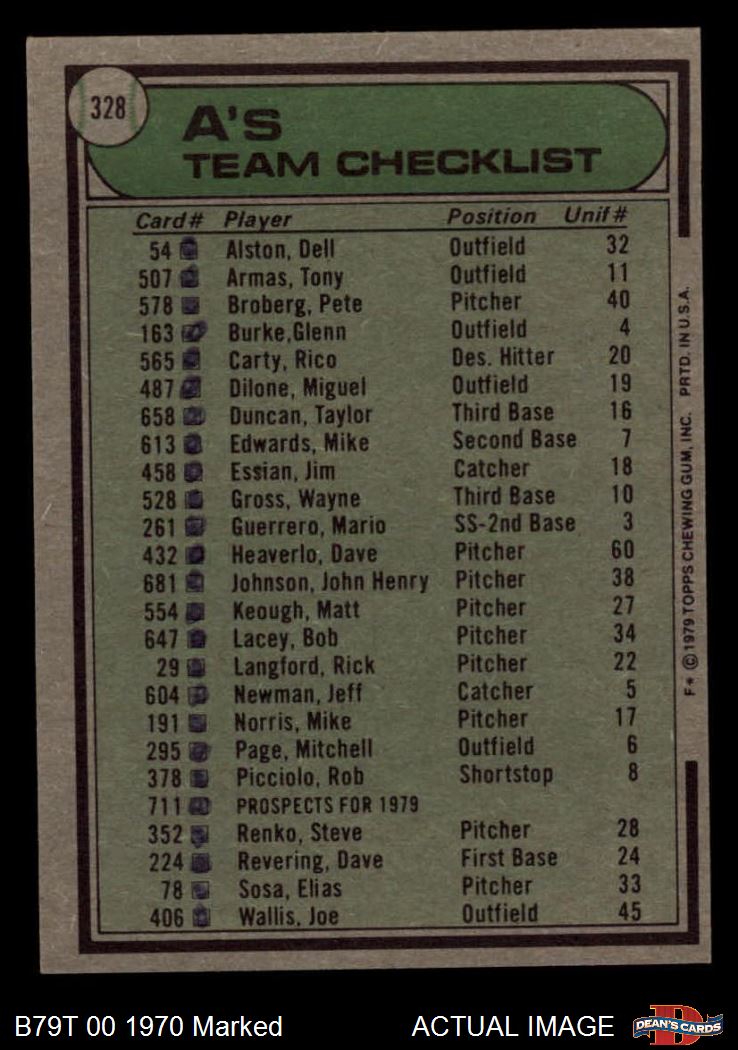 328
A'S
TEAM CHECKLIST
Card# Player Position Unif#
54 Alston, Dell Outfield 32
507 Armas, Tony Outfield 11
578 Broberg, Pete Pitcher 40
163 Burke,Glenn Outfield 4
565 Carty, Rico Des. Hitter 20
487 Dilone, Miguel Outfield 19
658 Duncan, Taylor Third Base 16
613 Edwards, Mike Second Base 7
458 Essian, Jim Catcher 18
528 Gross, Wayne Third Base 10
261 Guerrero, Mario SS-2nd Base 3
432 Heaverlo, Dave Pitcher 60
681 Johnson, John Henry Pitcher 38
554 Keough, Matt Pitcher 27
647 Lacey, Bob Pitcher 34
29 Langford, Rick Pitcher 22
604 Newman, Jeff Catcher 5
191 Norris, Mike Pitcher 17
295 Page, Mitchell Outfield 6
378 Picciolo, Rob Shortstop 8
711 PROSPECTS FOR 1979
352 Renko, Steve Pitcher 28
224 Revering, Dave First Base 24
78 Sosa, Elias Pitcher 33
406 Wallis, Joe Outfield 45
F* © 1979 TOPPS CHEWING GUM, INC. PRTD. IN U.S.A.
B79T 00 1970 Marked ACTUAL IMAGE
D
DEAN'S CARDS